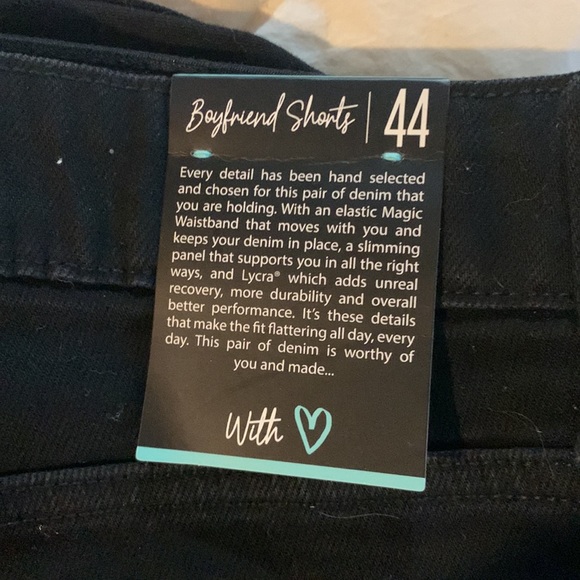 Boyfriend Shorts | 44
Every detail has been hand selected
and chosen for this pair of denim that
you are holding. With an elastic Magic
Waistband that moves with you and
keeps your denim in place, a slimming
panel that supports you in all the right
ways, and Lycra® which adds unreal
recovery, more durability and overall
better performance. It's these details
that make the fit flattering all day, every
day. This pair of denim is worthy of
you and made...
With